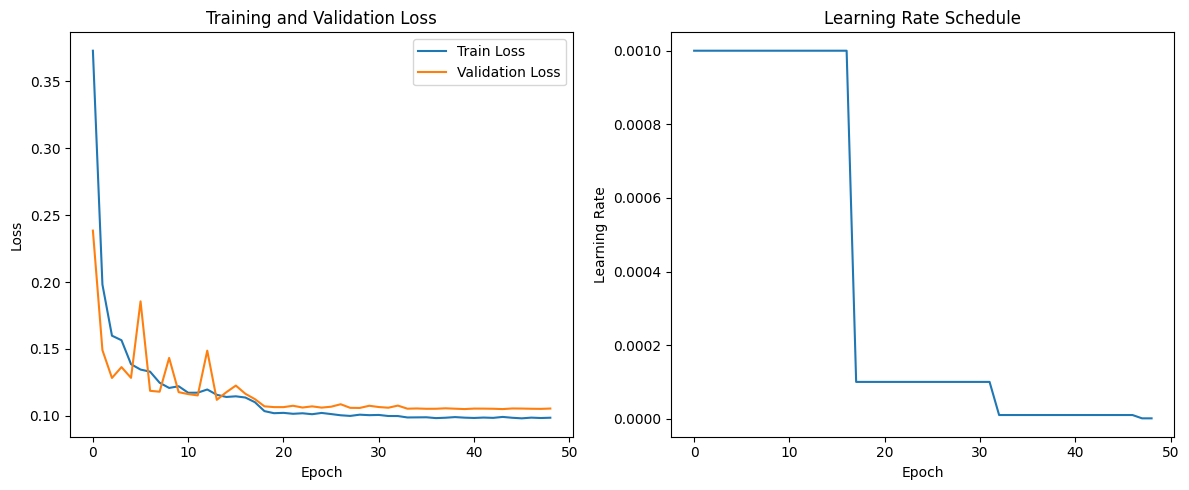 Training and Validation Loss
Train Loss
Validation Loss
0.35
0.30
0.25
0.20
0.15
0.10
Loss
0 10 20 30 40 50
Epoch
Learning Rate Schedule
0.0010
0.0008
0.0006
0.0004
0.0002
0.0000
Learning Rate
0 10 20 30 40 50
Epoch